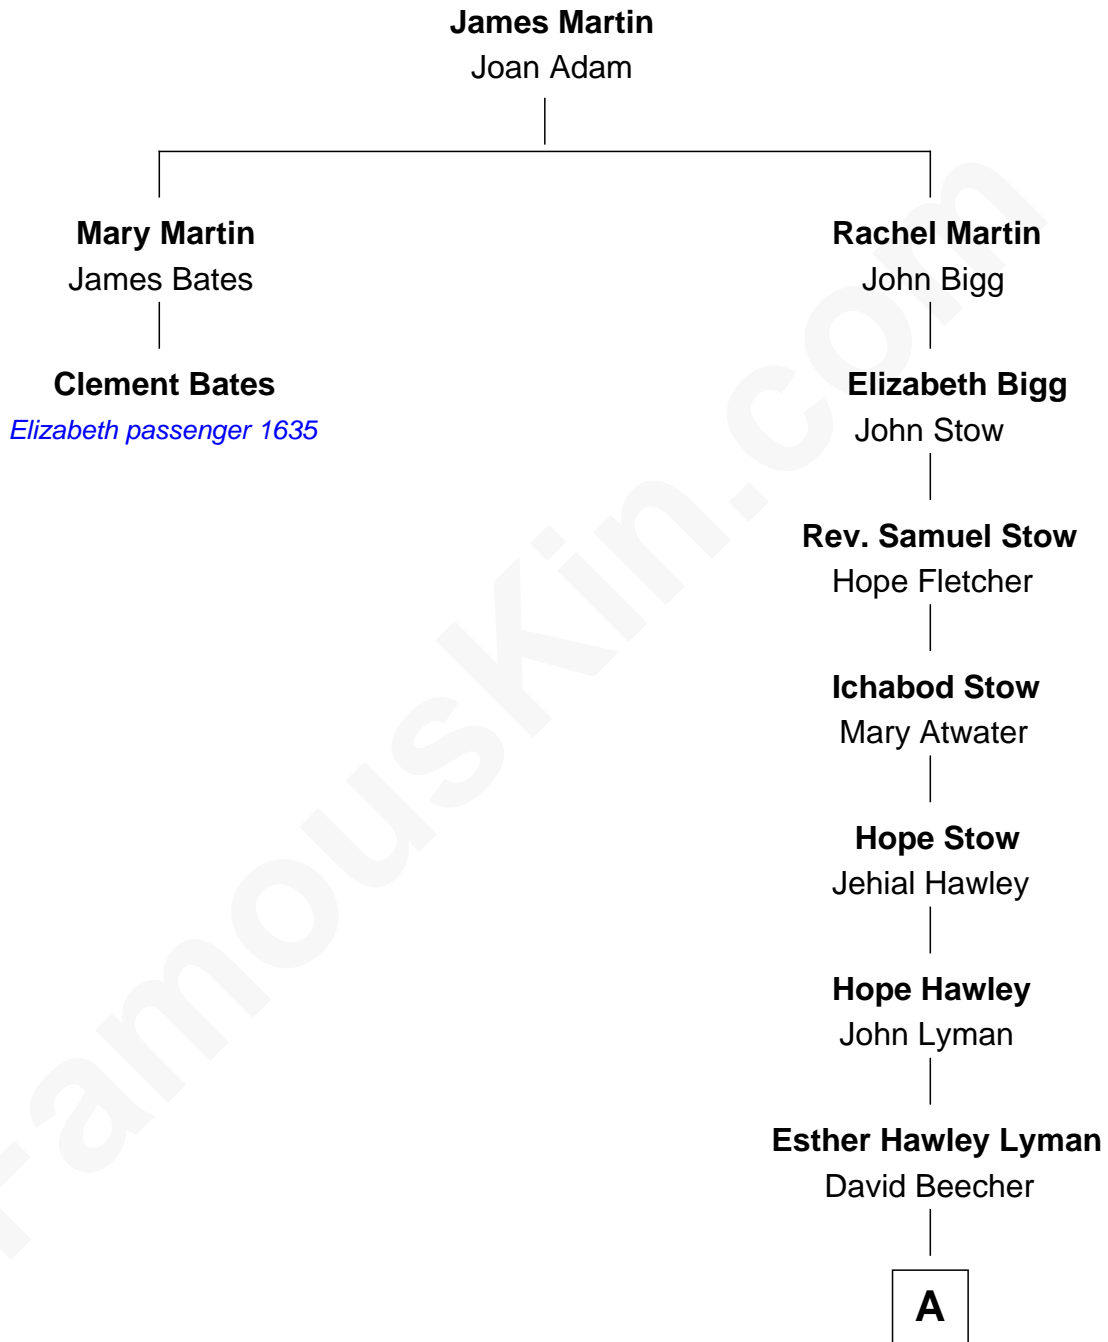 James Martin
Joan Adam
Mary Martin
James Bates
Rachel Martin
John Bigg
Clement Bates
Elizabeth passenger 1635
Elizabeth Bigg
John Stow
Rev. Samuel Stow
Hope Fletcher
Ichabod Stow
Mary Atwater
Hope Stow
Jehial Hawley
Hope Hawley
John Lyman
Esther Hawley Lyman
David Beecher
A
FamousKin.com